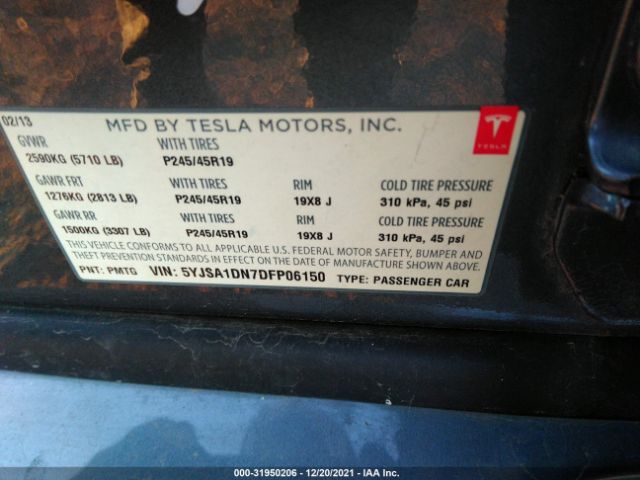 02/13
MFD BY TESLA MOTORS, INC.
TESLA
GVWR WITH TIRES
2590KG (5710 LB) P245/45R19
GAWR FRT WITH TIRES RIM COLD TIRE PRESSURE
1276KG (2813 LB) P245/45R19 19X8 J 310 kPa, 45 psi
GAWR RR WITH TIRES RIM COLD TIRE PRESSURE
1500KG (3307 LB) P245/45R19 19X8 J 310 kPa, 45 psi
THIS VEHICLE CONFORMS TO ALL APPLICABLE U.S. FEDERAL MOTOR SAFETY, BUMPER AND
THEFT PREVENTION STANDARDS IN EFFECT ON THE DATE OF MANUFACTURE SHOWN ABOVE.
PNT: PMTG VIN: 5YJSA1DN7DFP06150 TYPE: PASSENGER CAR
000-31950206 - 12/20/2021 - IAA Inc.